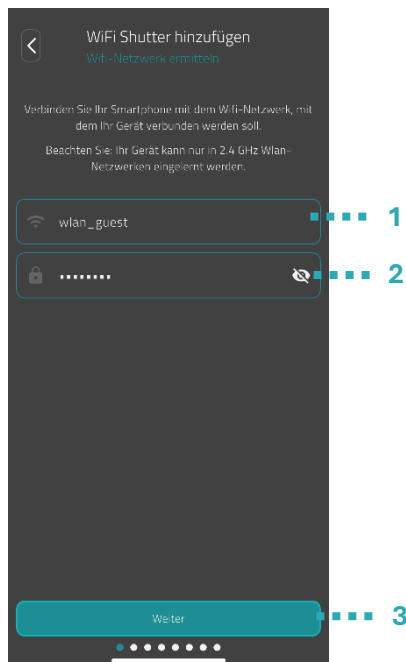 WiFi Shutter hinzufügen
Wifi-Netzwerk ermitteln
Verbinden Sie Ihr Smartphone mit dem Wifi-Netzwerk, mit
dem Ihr Gerät verbunden werden soll.
Beachten Sie: Ihr Gerät kann nur in 2.4 GHz Wlan-
Netzwerken eingelernt werden.
wlan_guest
1
2
Weiter
3